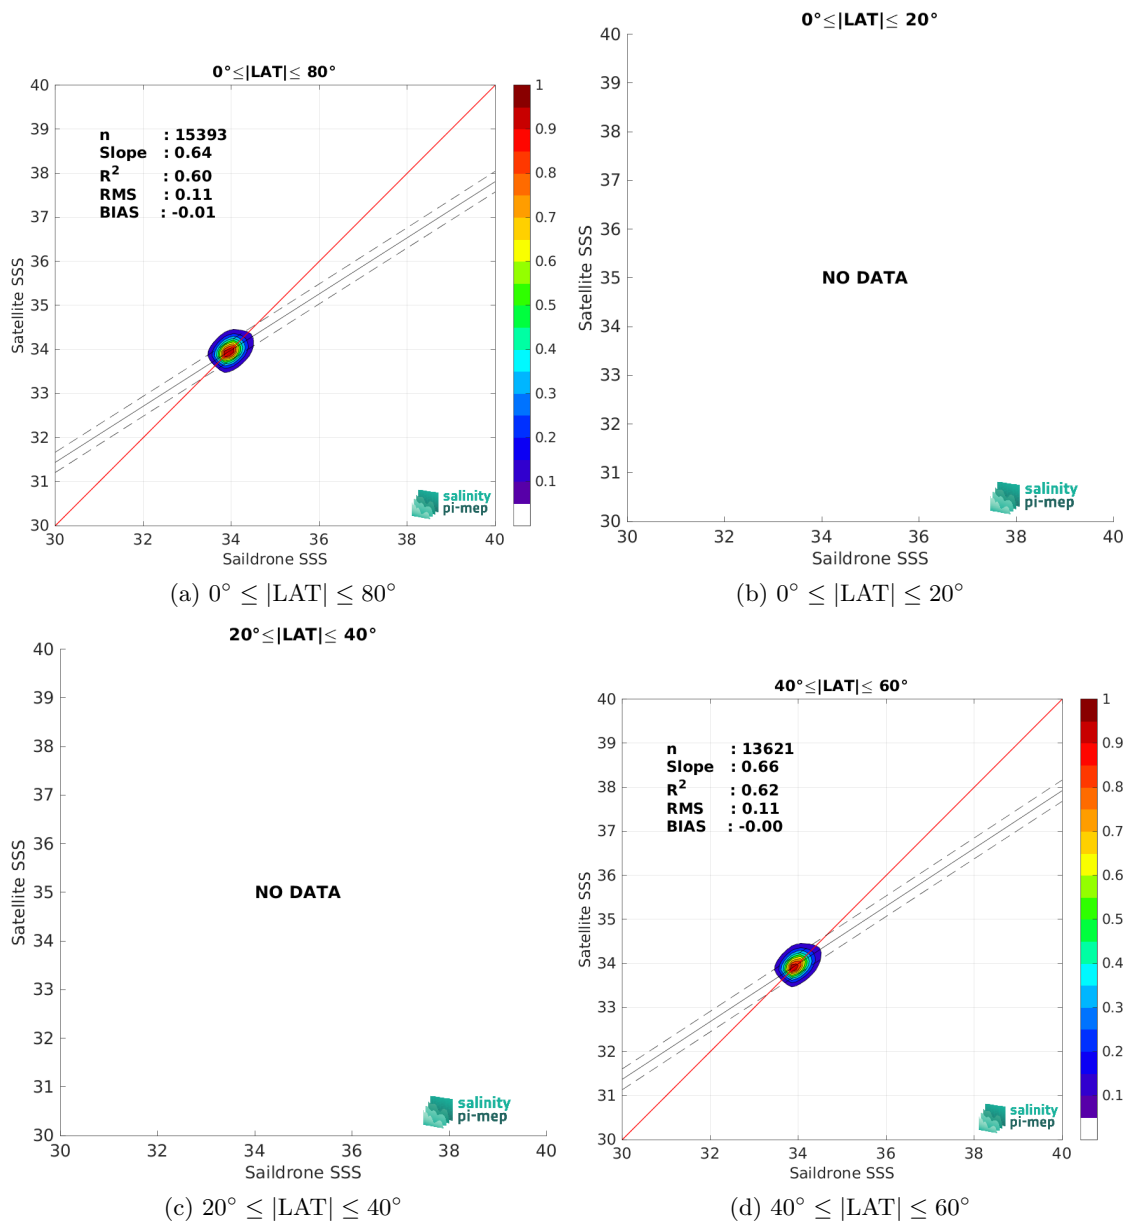 0°≤|LAT|≤ 80°
40
39
38
37
36
35
34
33
32
31
30
Satellite SSS
n : 15393
Slope : 0.64
R² : 0.60
RMS : 0.11
BIAS : -0.01
salinity
pi-mep
30 32 34 36 38 40
Saildrone SSS
1
0.9
0.8
0.7
0.6
0.5
0.4
0.3
0.2
0.1
(a) 0° ≤ |LAT| ≤ 80°
0°≤|LAT|≤ 20°
40
39
38
37
36
35
34
33
32
31
30
Satellite SSS
NO DATA
salinity
pi-mep
30 32 34 36 38 40
Saildrone SSS
(b) 0° ≤ |LAT| ≤ 20°
20°≤|LAT|≤ 40°
40
39
38
37
36
35
34
33
32
31
30
Satellite SSS
NO DATA
salinity
pi-mep
30 32 34 36 38 40
Saildrone SSS
(c) 20° ≤ |LAT| ≤ 40°
40°≤|LAT|≤ 60°
40
39
38
37
36
35
34
33
32
31
30
Satellite SSS
n : 13621
Slope : 0.66
R² : 0.62
RMS : 0.11
BIAS : -0.00
salinity
pi-mep
30 32 34 36 38 40
Saildrone SSS
1
0.9
0.8
0.7
0.6
0.5
0.4
0.3
0.2
0.1
(d) 40° ≤ |LAT| ≤ 60°